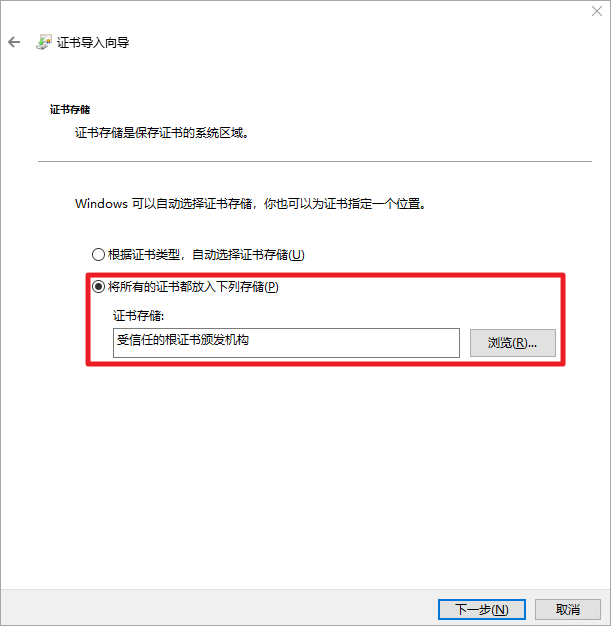 证书导入向导
证书存储
证书存储是保存证书的系统区域。
Windows 可以自动选择证书存储，你也可以为证书指定一个位置。
根据证书类型，自动选择证书存储(U)
将所有的证书都放入下列存储(P)
证书存储:
受信任的根证书颁发机构
浏览(R)...
下一步(N)
取消